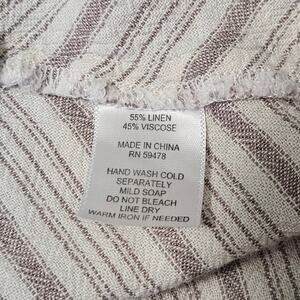 55% LINEN
45% VISCOSE
MADE IN CHINA
RN 59478
HAND WASH COLD
SEPARATELY
MILD SOAP
DO NOT BLEACH
LINE DRY
WARM IRON IF NEEDED